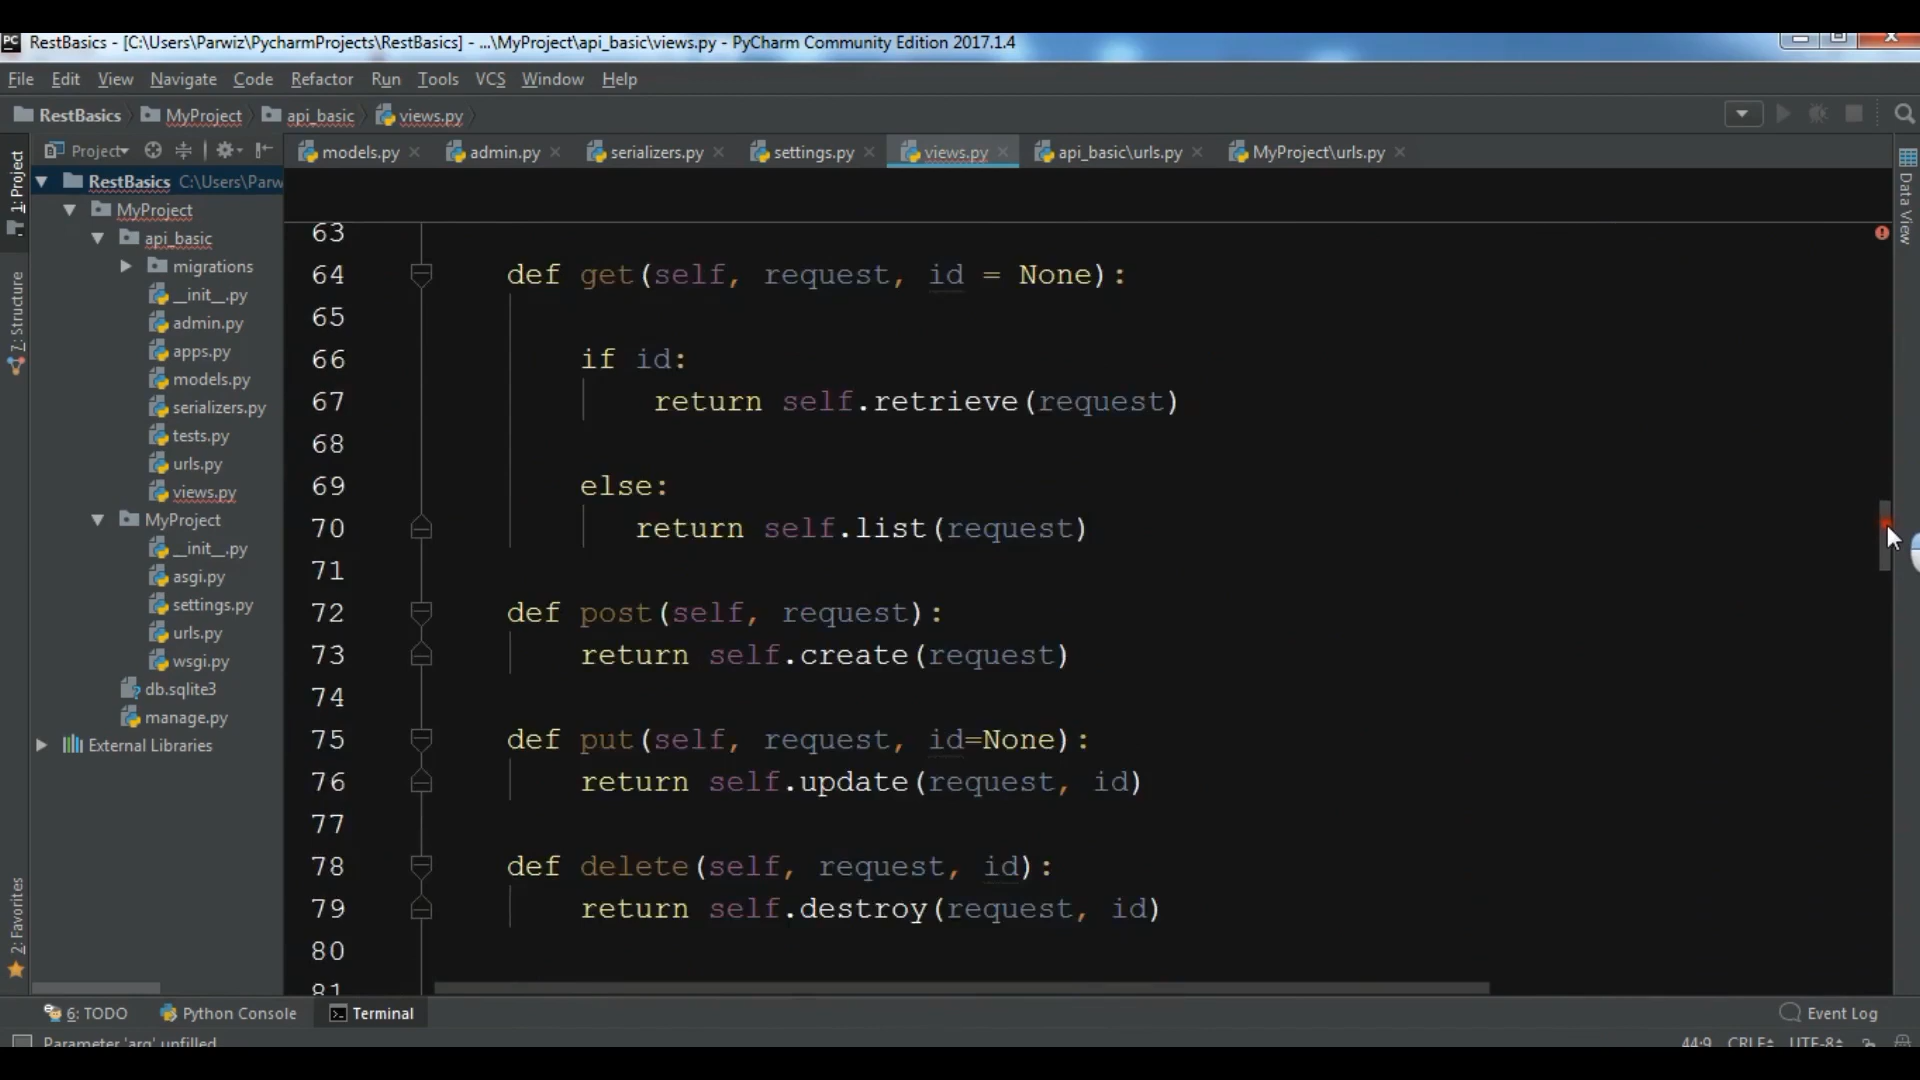 RestBasics - [C:\Users\Parwiz\PycharmProjects\RestBasics] - ...\MyProject\api_basic\views.py - PyCharm Community Edition 2017.1.4
File Edit View Navigate Code Refactor Run Tools VCS Window Help
RestBasics MyProject api_basic views.py
Project models.py admin.py serializers.py settings.py views.py api_basic\urls.py MyProject\urls.py
1: Project
7: Structure
2: Favorites
Data View
RestBasics C:\Users\Parw
MyProject
api_basic
migrations
__init__.py
admin.py
apps.py
models.py
serializers.py
tests.py
urls.py
views.py
MyProject
__init__.py
asgi.py
settings.py
urls.py
wsgi.py
db.sqlite3
manage.py
External Libraries
63
64 def get(self, request, id = None):
65
66 if id:
67 return self.retrieve(request)
68
69 else:
70 return self.list(request)
71
72 def post(self, request):
73 return self.create(request)
74
75 def put(self, request, id=None):
76 return self.update(request, id)
77
78 def delete(self, request, id):
79 return self.destroy(request, id)
80
81
6: TODO Python Console Terminal Event Log
Parameter 'arg' unfilled 44:9 CRLF UTF-8